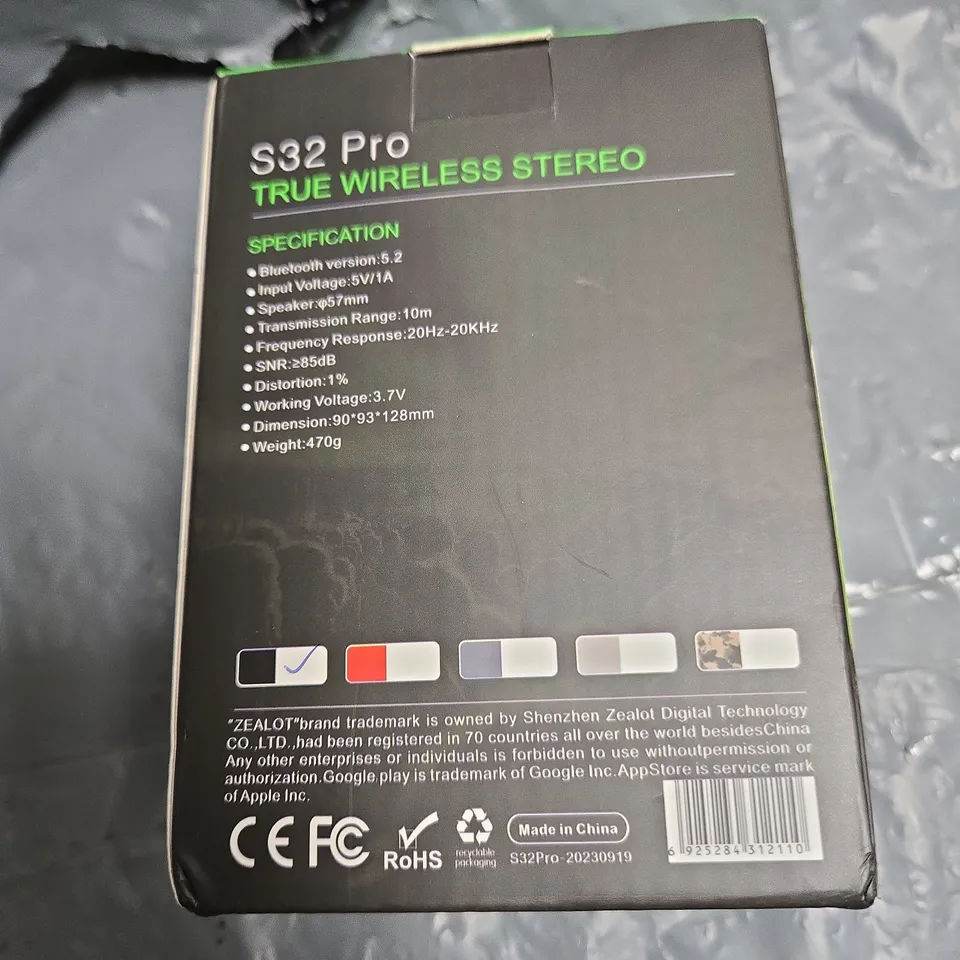 S32 Pro
TRUE WIRELESS STEREO
SPECIFICATION
●Bluetooth version:5.2
●Input Voltage:5V/1A
●Speaker:φ57mm
●Transmission Range:10m
●Frequency Response:20Hz-20KHz
●SNR:≥85dB
●Distortion:1%
●Working Voltage:3.7V
●Dimension:90*93*128mm
●Weight:470g
"ZEALOT"brand trademark is owned by Shenzhen Zealot Digital Technology
CO.,LTD.,had been registered in 70 countries all over the world besidesChina
Any other enterprises or individuals is forbidden to use withoutpermission or
authorization.Google play is trademark of Google Inc.AppStore is service mark
of Apple Inc.
CE FC RoHS
recyclable
packaging
Made in China
S32Pro-20230919
6 925284 312110